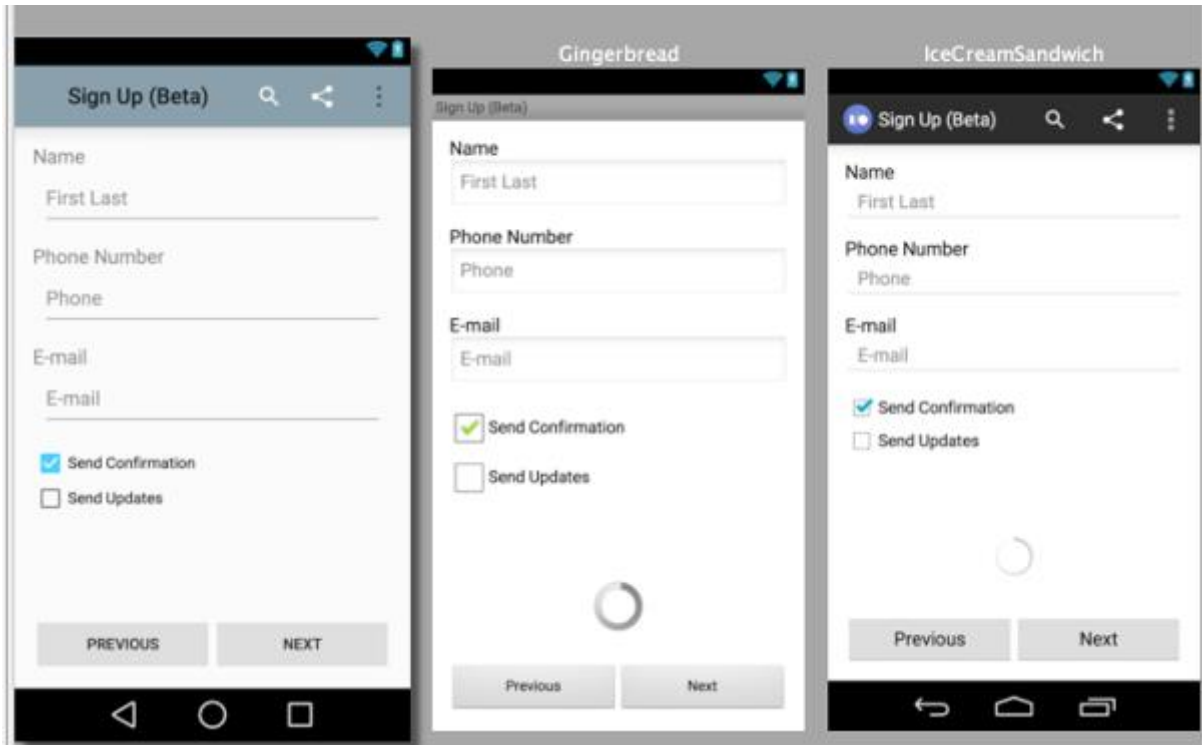 Sign Up (Beta)
Name
First Last
Phone Number
Phone
E-mail
E-mail
Send Confirmation
Send Updates
PREVIOUS
NEXT
Gingerbread
Sign Up (Beta)
Name
First Last
Phone Number
Phone
E-mail
E-mail
Send Confirmation
Send Updates
Previous
Next
IceCreamSandwich
Sign Up (Beta)
Name
First Last
Phone Number
Phone
E-mail
E-mail
Send Confirmation
Send Updates
Previous
Next